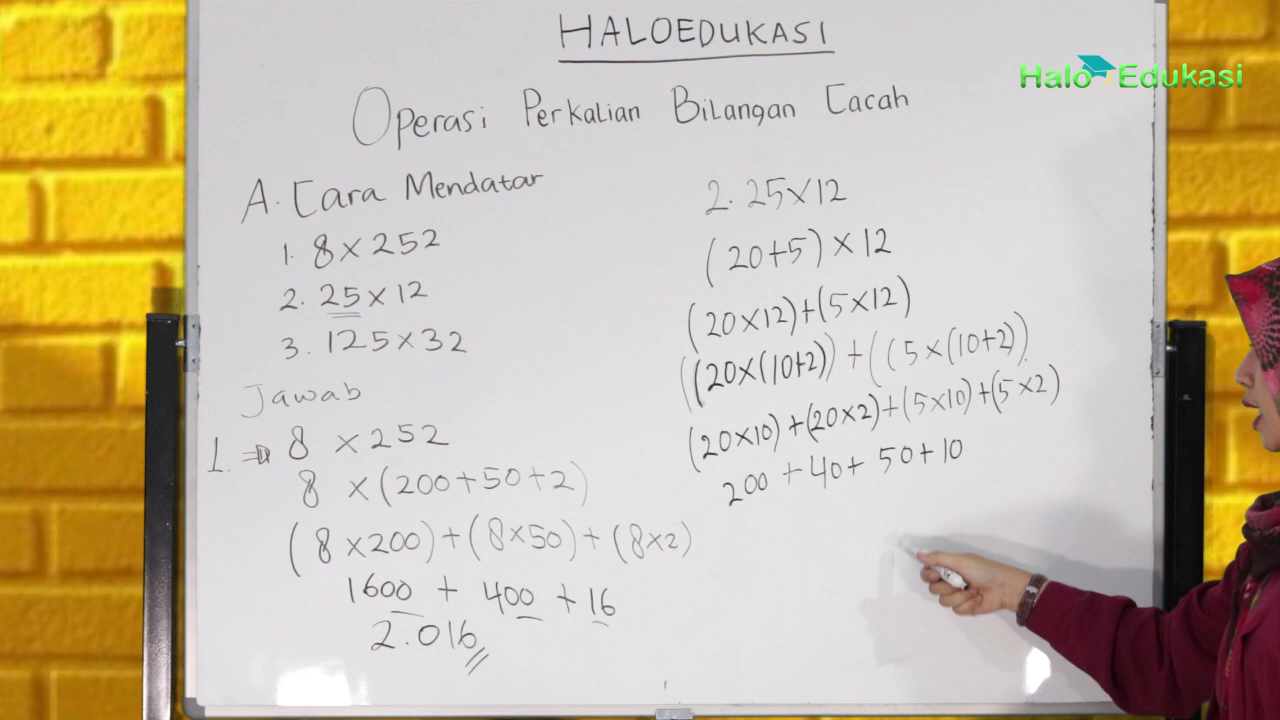 HALOEDUKASI
Halo Edukasi
Operasi Perkalian Bilangan Cacah
A. Cara Mendatar
1. 8 x 252
2. 25 x 12
3. 125 x 32
Jawab
1. ⇒ 8 x 252
8 x (200+50+2)
(8 x 200) + (8 x 50) + (8 x 2)
1600 + 400 + 16
2.016
2. 25 x 12
(20+5) x 12
(20 x 12) + (5 x 12)
((20 x (10+2)) + ((5 x (10+2))
(20 x 10) + (20 x 2) + (5 x 10) + (5 x 2)
200 + 40 + 50 + 10